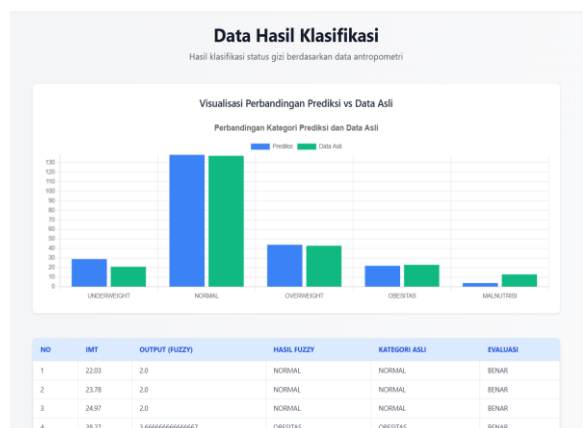 Data Hasil Klasifikasi
Hasil klasifikasi status gizi berdasarkan data antropometri
Visualisasi Perbandingan Prediksi vs Data Asli
Perbandingan Kategori Prediksi dan Data Asli
Prediksi Data Asli
130
120
110
100
90
80
70
60
50
40
30
20
10
0
UNDERWEIGHT NORMAL OVERWEIGHT OBESITAS MALNUTRISI
NO IMT OUTPUT (FUZZY) HASIL FUZZY KATEGORI ASLI EVALUASI
1 22.03 2.0 NORMAL NORMAL BENAR
2 23.78 2.0 NORMAL NORMAL BENAR
3 24.97 2.0 NORMAL NORMAL BENAR
4 38.27 3.6666666666666667 OBESITAS OBESITAS BENAR